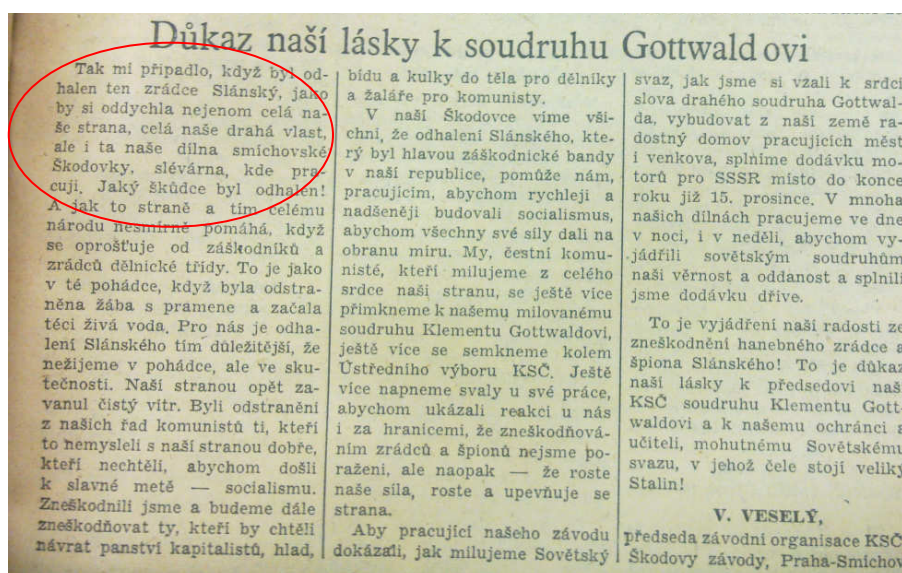 Důkaz naší lásky k soudruhu Gottwaldovi
Tak mi připadlo, když byl od-
halen ten zrádce Slánský, jako
by si oddychla nejenom celá na-
še strana, celá naše drahá vlast,
ale i ta naše dílna smíchovské
Škodovky, slévárna, kde pra-
cuji. Jaký škůdce byl odhalen!
A jak to straně a tím celému
národu nesmírně pomáhá, když
se oprošťuje od záškodníků a
zrádců dělnické třídy. To je jako
v té pohádce, když byla odstra-
něna žába s pramene a začala
téci živá voda. Pro nás je odha-
lení Slánského tím důležitější, že
nežijeme v pohádce, ale ve sku-
tečnosti. Naší stranou opět za-
vanul čistý vítr. Byli odstraněni
z našich řad komunistů ti, kteří
to nemysleli s naší stranou dobře,
kteří nechtěli, abychom došli
k slavné metě — socialismu.
Zneškodnili jsme a budeme dále
zneškodňovat ty, kteří by chtěli
návrat panství kapitalistů, hlad,
bídu a kulky do těla pro dělníky
a žaláře pro komunisty.
V naší Škodovce víme vši-
chni, že odhalení Slánského, kte-
rý byl hlavou záškodnické bandy
v naší republice, pomůže nám,
pracujícím, abychom rychleji a
nadšeněji budovali socialismus,
abychom všechny své síly dali na
obranu míru. My, čestní komu-
nisté, kteří milujeme z celého
srdce naši stranu, se ještě více
přimkneme k našemu milovanému
soudruhu Klementu Gottwaldovi,
ještě více se semkneme kolem
Ústředního výboru KSČ. Ještě
více napneme svaly u své práce,
abychom ukázali reakci u nás
i za hranicemi, že zneškodňová-
ním zrádců a špionů nejsme po-
raženi, ale naopak — že roste
naše síla, roste a upevňuje se
strana.
Aby pracující našeho závodu
dokázali, jak milujeme Sovětský
svaz, jak jsme si vzali k srdci
slova drahého soudruha Gottwal-
da, vybudovat z naší země ra-
dostný domov pracujících měst
i venkova, splníme dodávku mo-
torů pro SSSR místo do konce
roku již 15. prosince. V mnoha
našich dílnách pracujeme ve dne
v noci, i v neděli, abychom vy-
jádřili sovětským soudruhům
naši věrnost a oddanost a splnili
jsme dodávku dříve.
To je vyjádření naší radosti ze
zneškodnění hanebného zrádce a
špiona Slánského! To je důkaz
naší lásky k předsedovi naš
KSČ soudruhu Klementu Gott-
waldovi a k našemu ochránci a
učiteli, mohutnému Sovětskému
svazu, v jehož čele stojí veliký
Stalin!
V. VESELÝ,
předseda závodní organisace KSČ
Škodovy závody, Praha-Smíchov